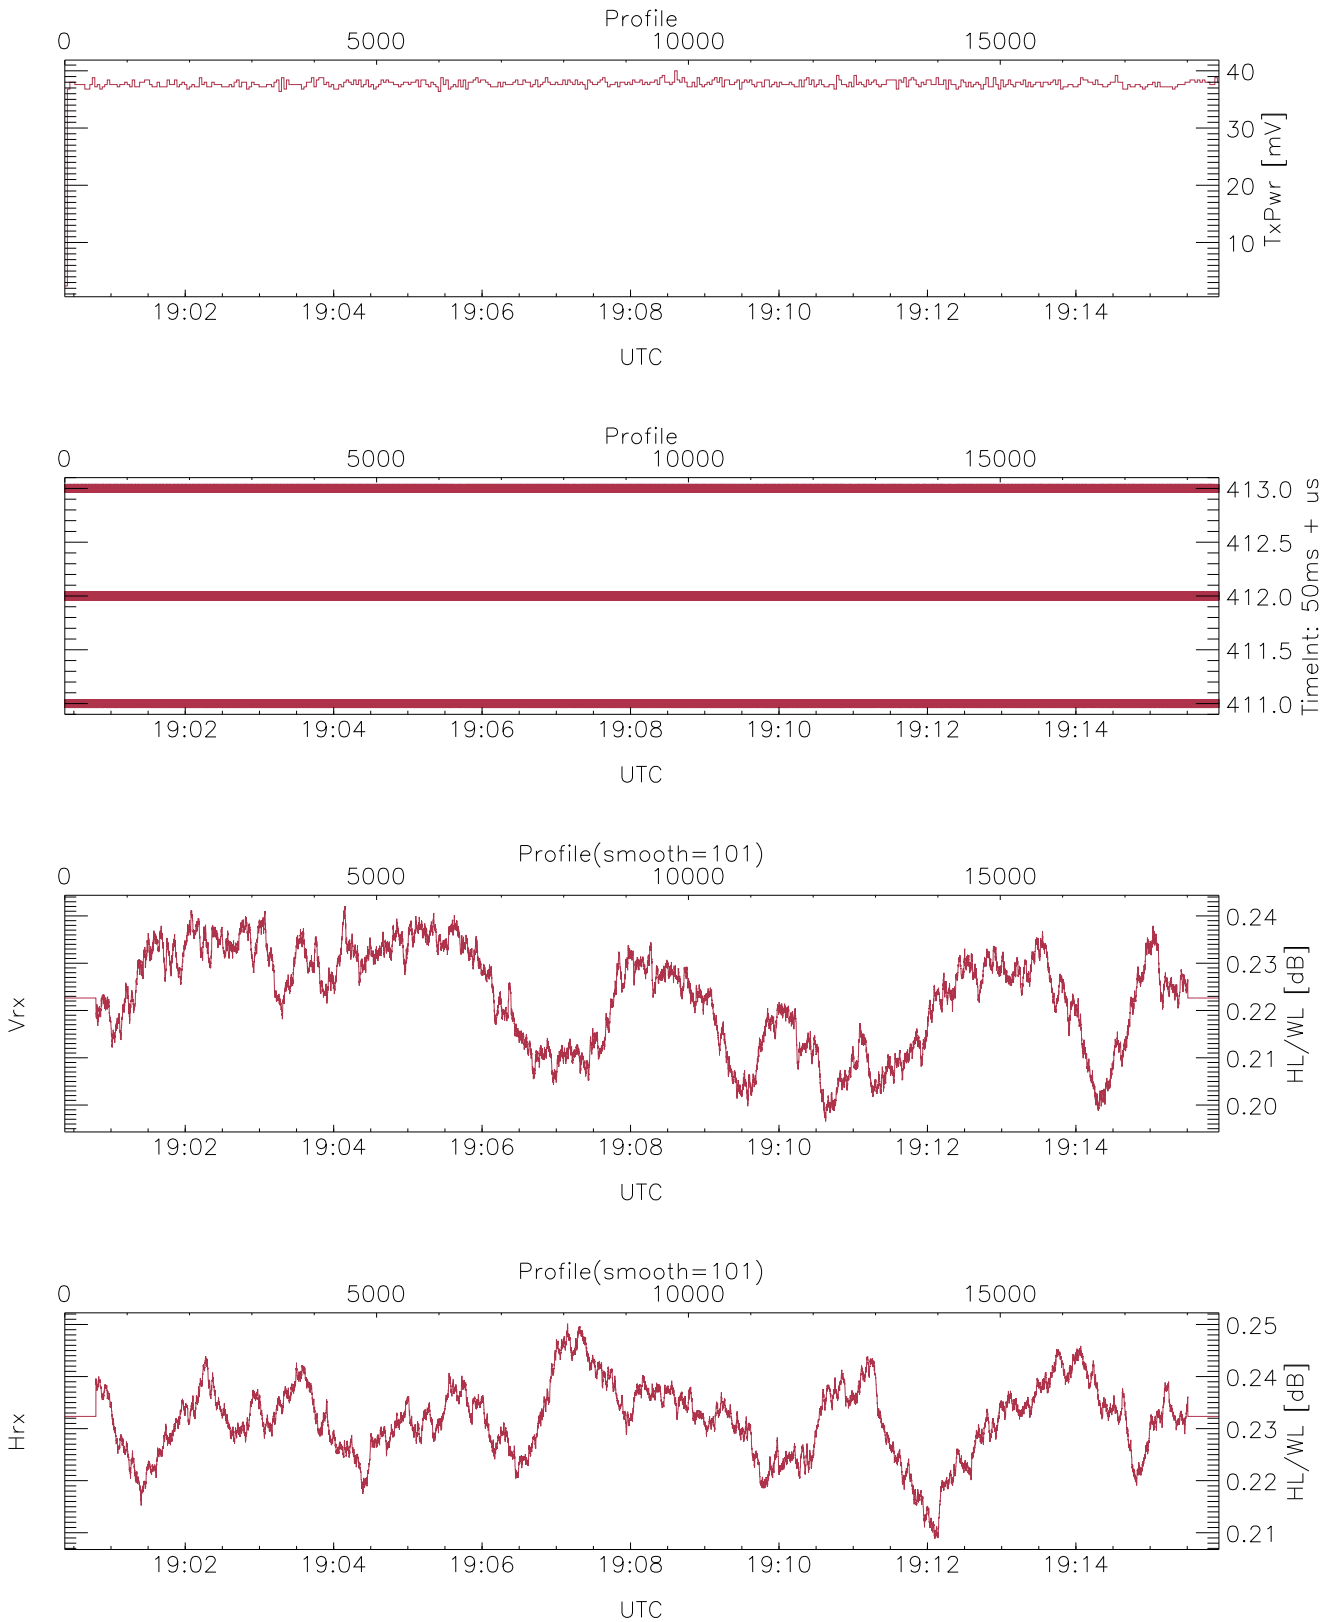 Profile
0 5000 10000 15000
40
30
20
10
TxPwr [mV]
19:02 19:04 19:06 19:08 19:10 19:12 19:14
UTC
Profile
0 5000 10000 15000
413.0
412.5
412.0
411.5
411.0
TimeInt: 50ms + us
19:02 19:04 19:06 19:08 19:10 19:12 19:14
UTC
Profile(smooth=101)
0 5000 10000 15000
Vrx
0.24
0.23
0.22
0.21
0.20
HL/WL [dB]
19:02 19:04 19:06 19:08 19:10 19:12 19:14
UTC
Profile(smooth=101)
0 5000 10000 15000
Hrx
0.25
0.24
0.23
0.22
0.21
HL/WL [dB]
19:02 19:04 19:06 19:08 19:10 19:12 19:14
UTC